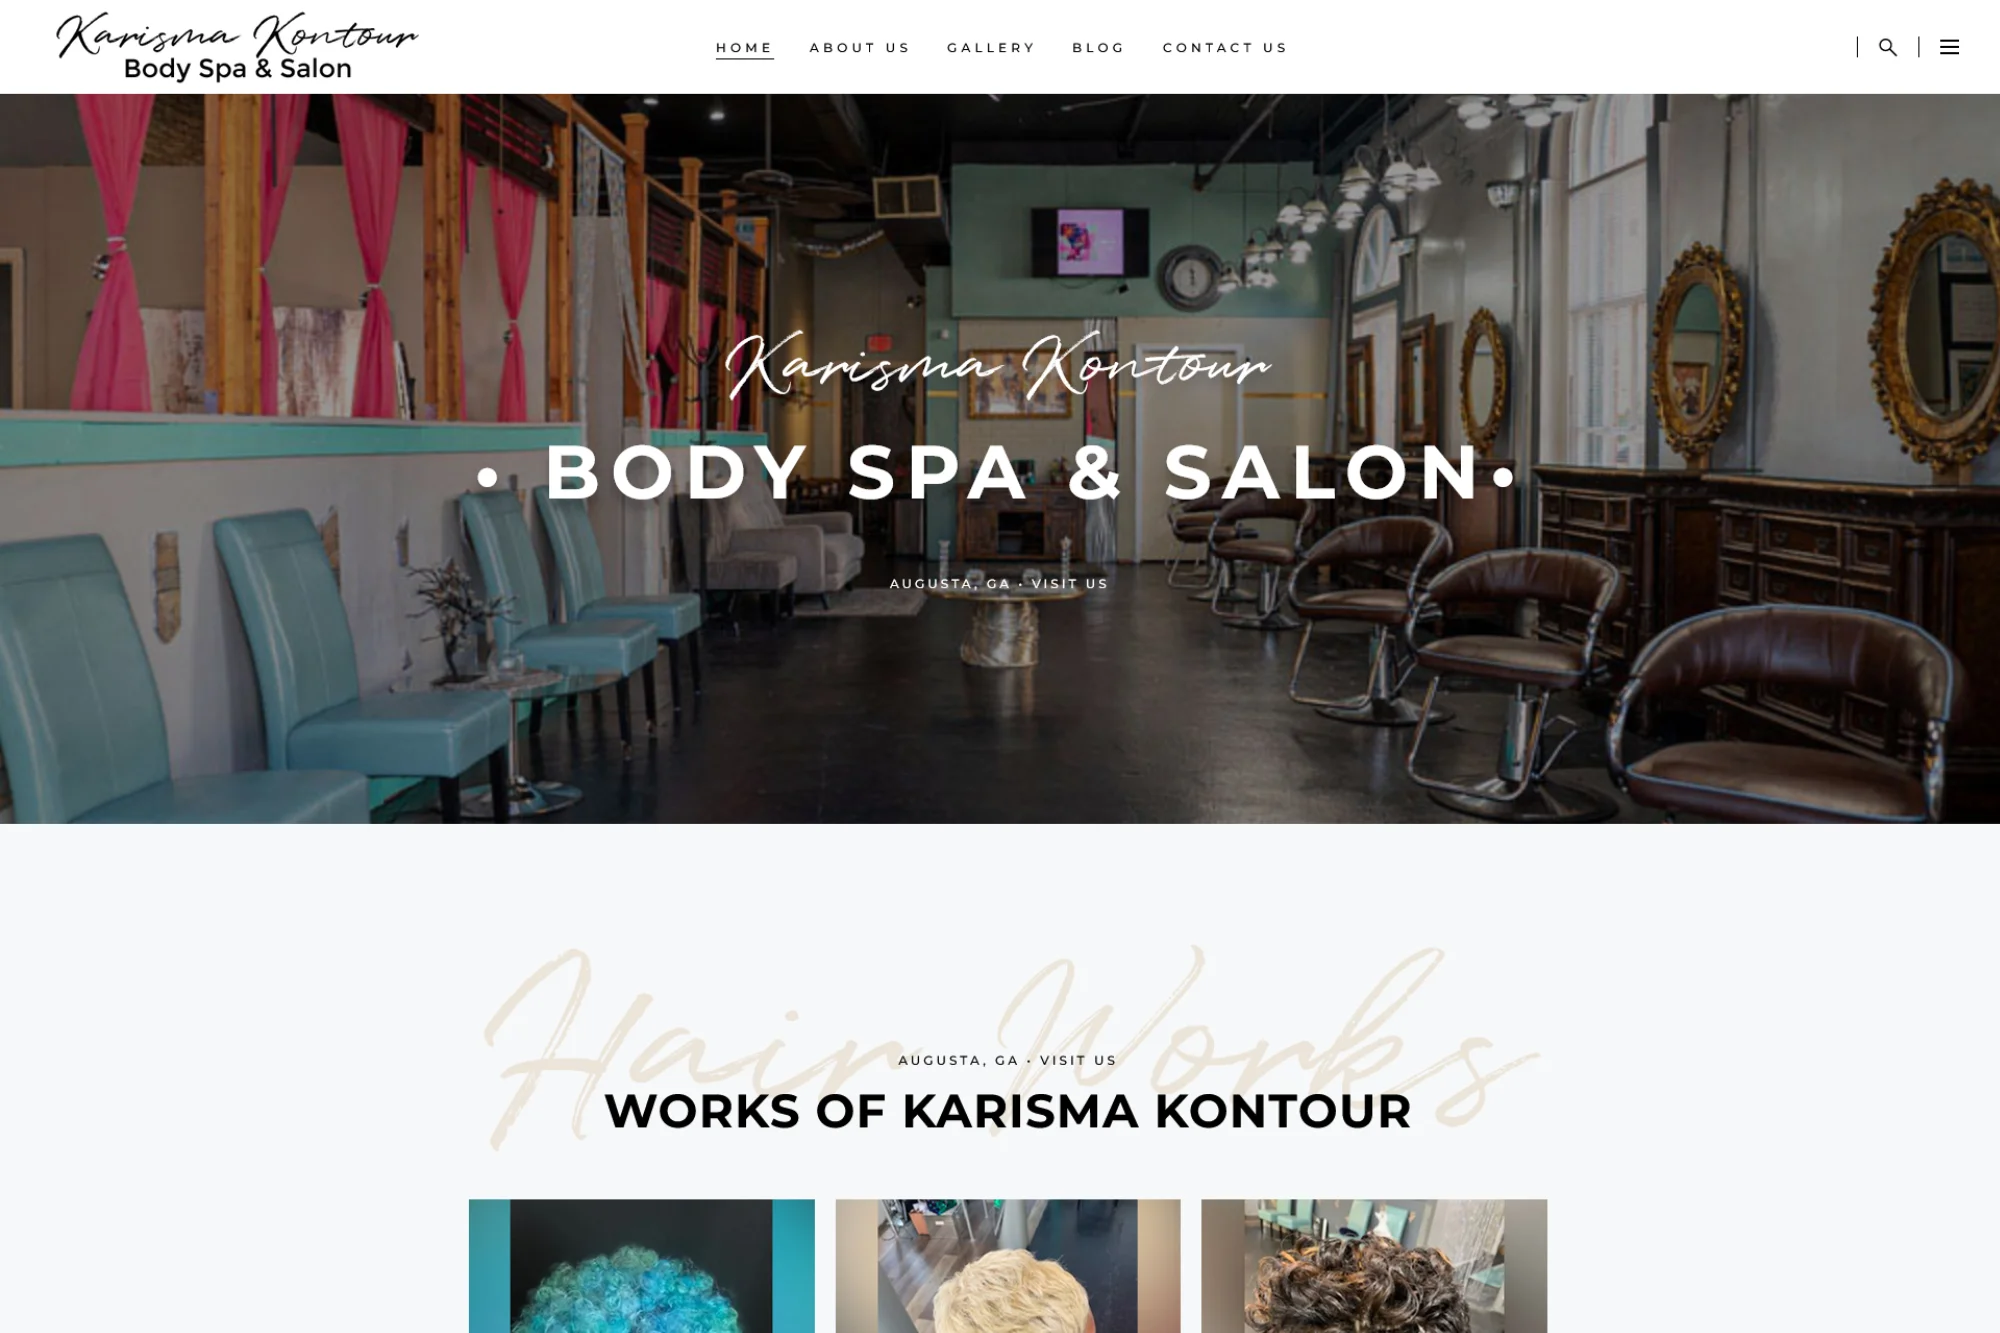 Karisma Kontour
Body Spa & Salon
HOME
ABOUT US
GALLERY
BLOG
CONTACT US
Karisma Kontour
• BODY SPA & SALON•
AUGUSTA, GA • VISIT US
Hair Works
AUGUSTA, GA • VISIT US
WORKS OF KARISMA KONTOUR